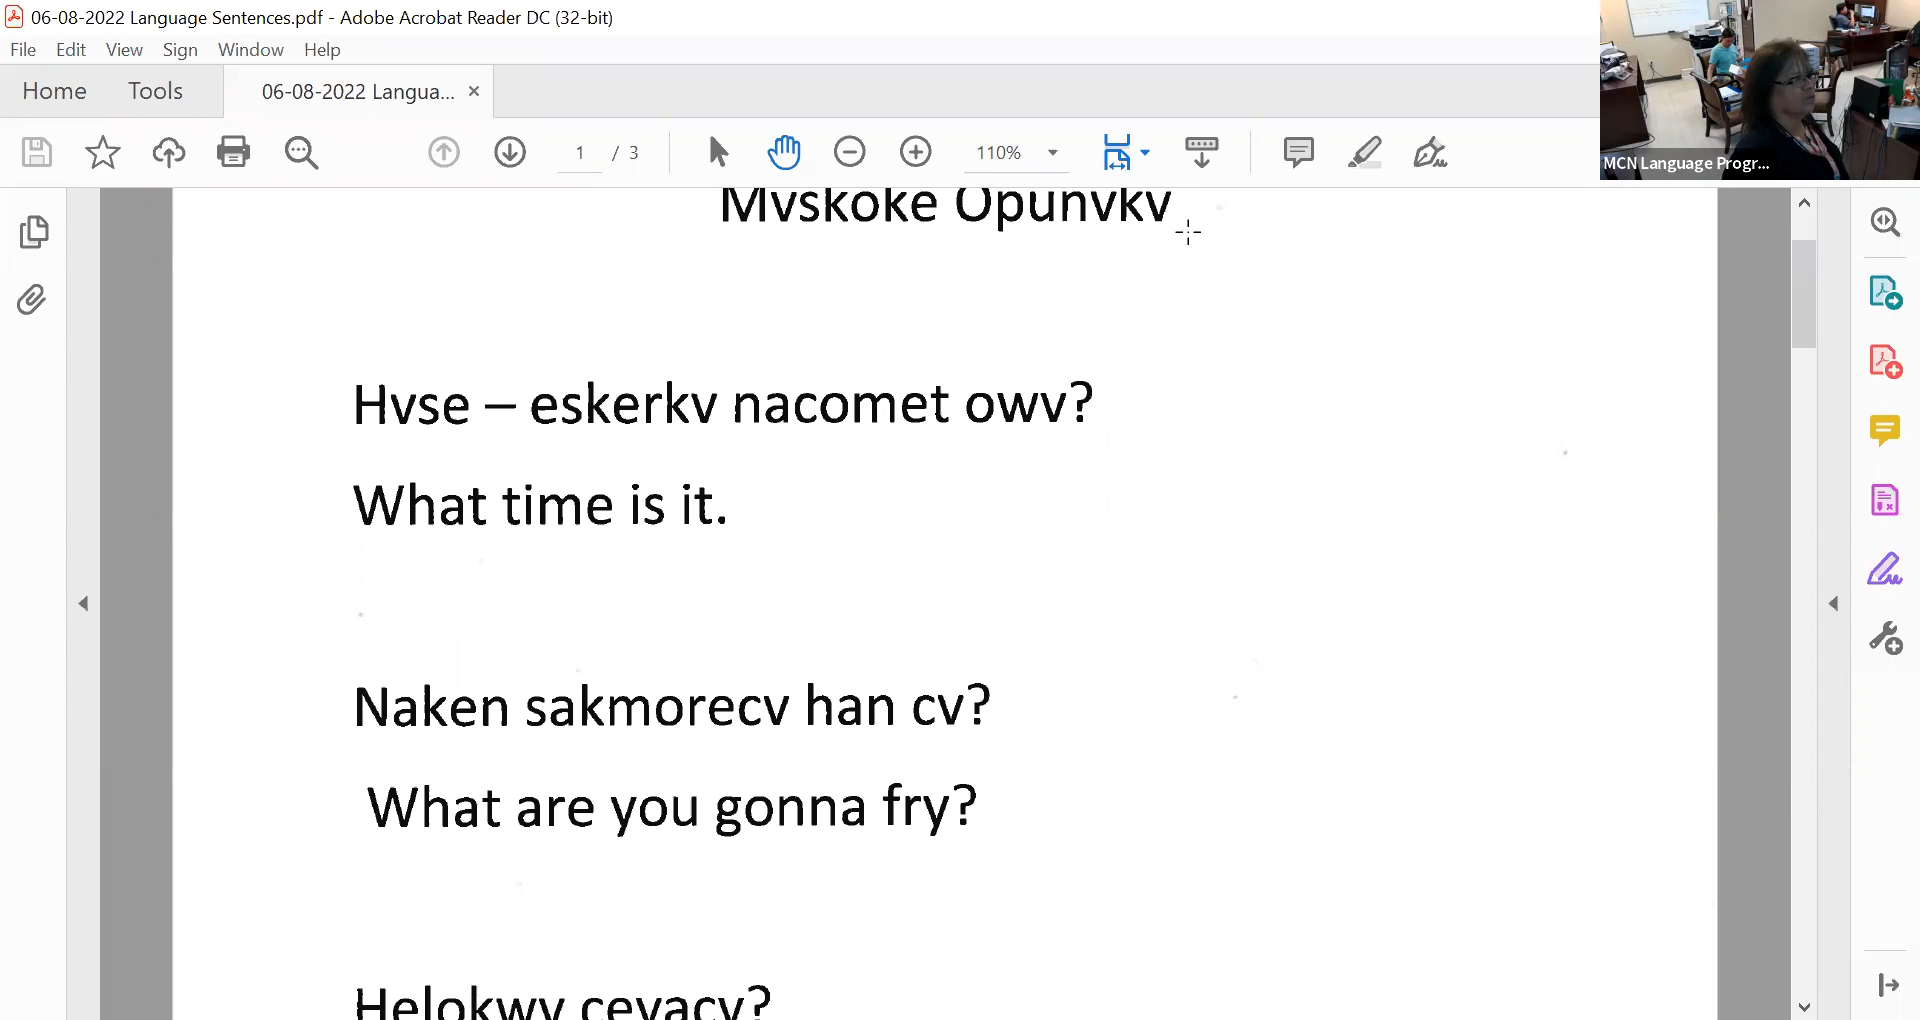 06-08-2022 Language Sentences.pdf - Adobe Acrobat Reader DC (32-bit)
File Edit View Sign Window Help
Home Tools 06-08-2022 Langua... ×
1 / 3 110%
MCN Language Progr...
Mvskoke Opunvkv
Hvse – eskerkv nacomet owv?
What time is it.
Naken sakmorecv han cv?
What are you gonna fry?
Helokwv ceyacv?